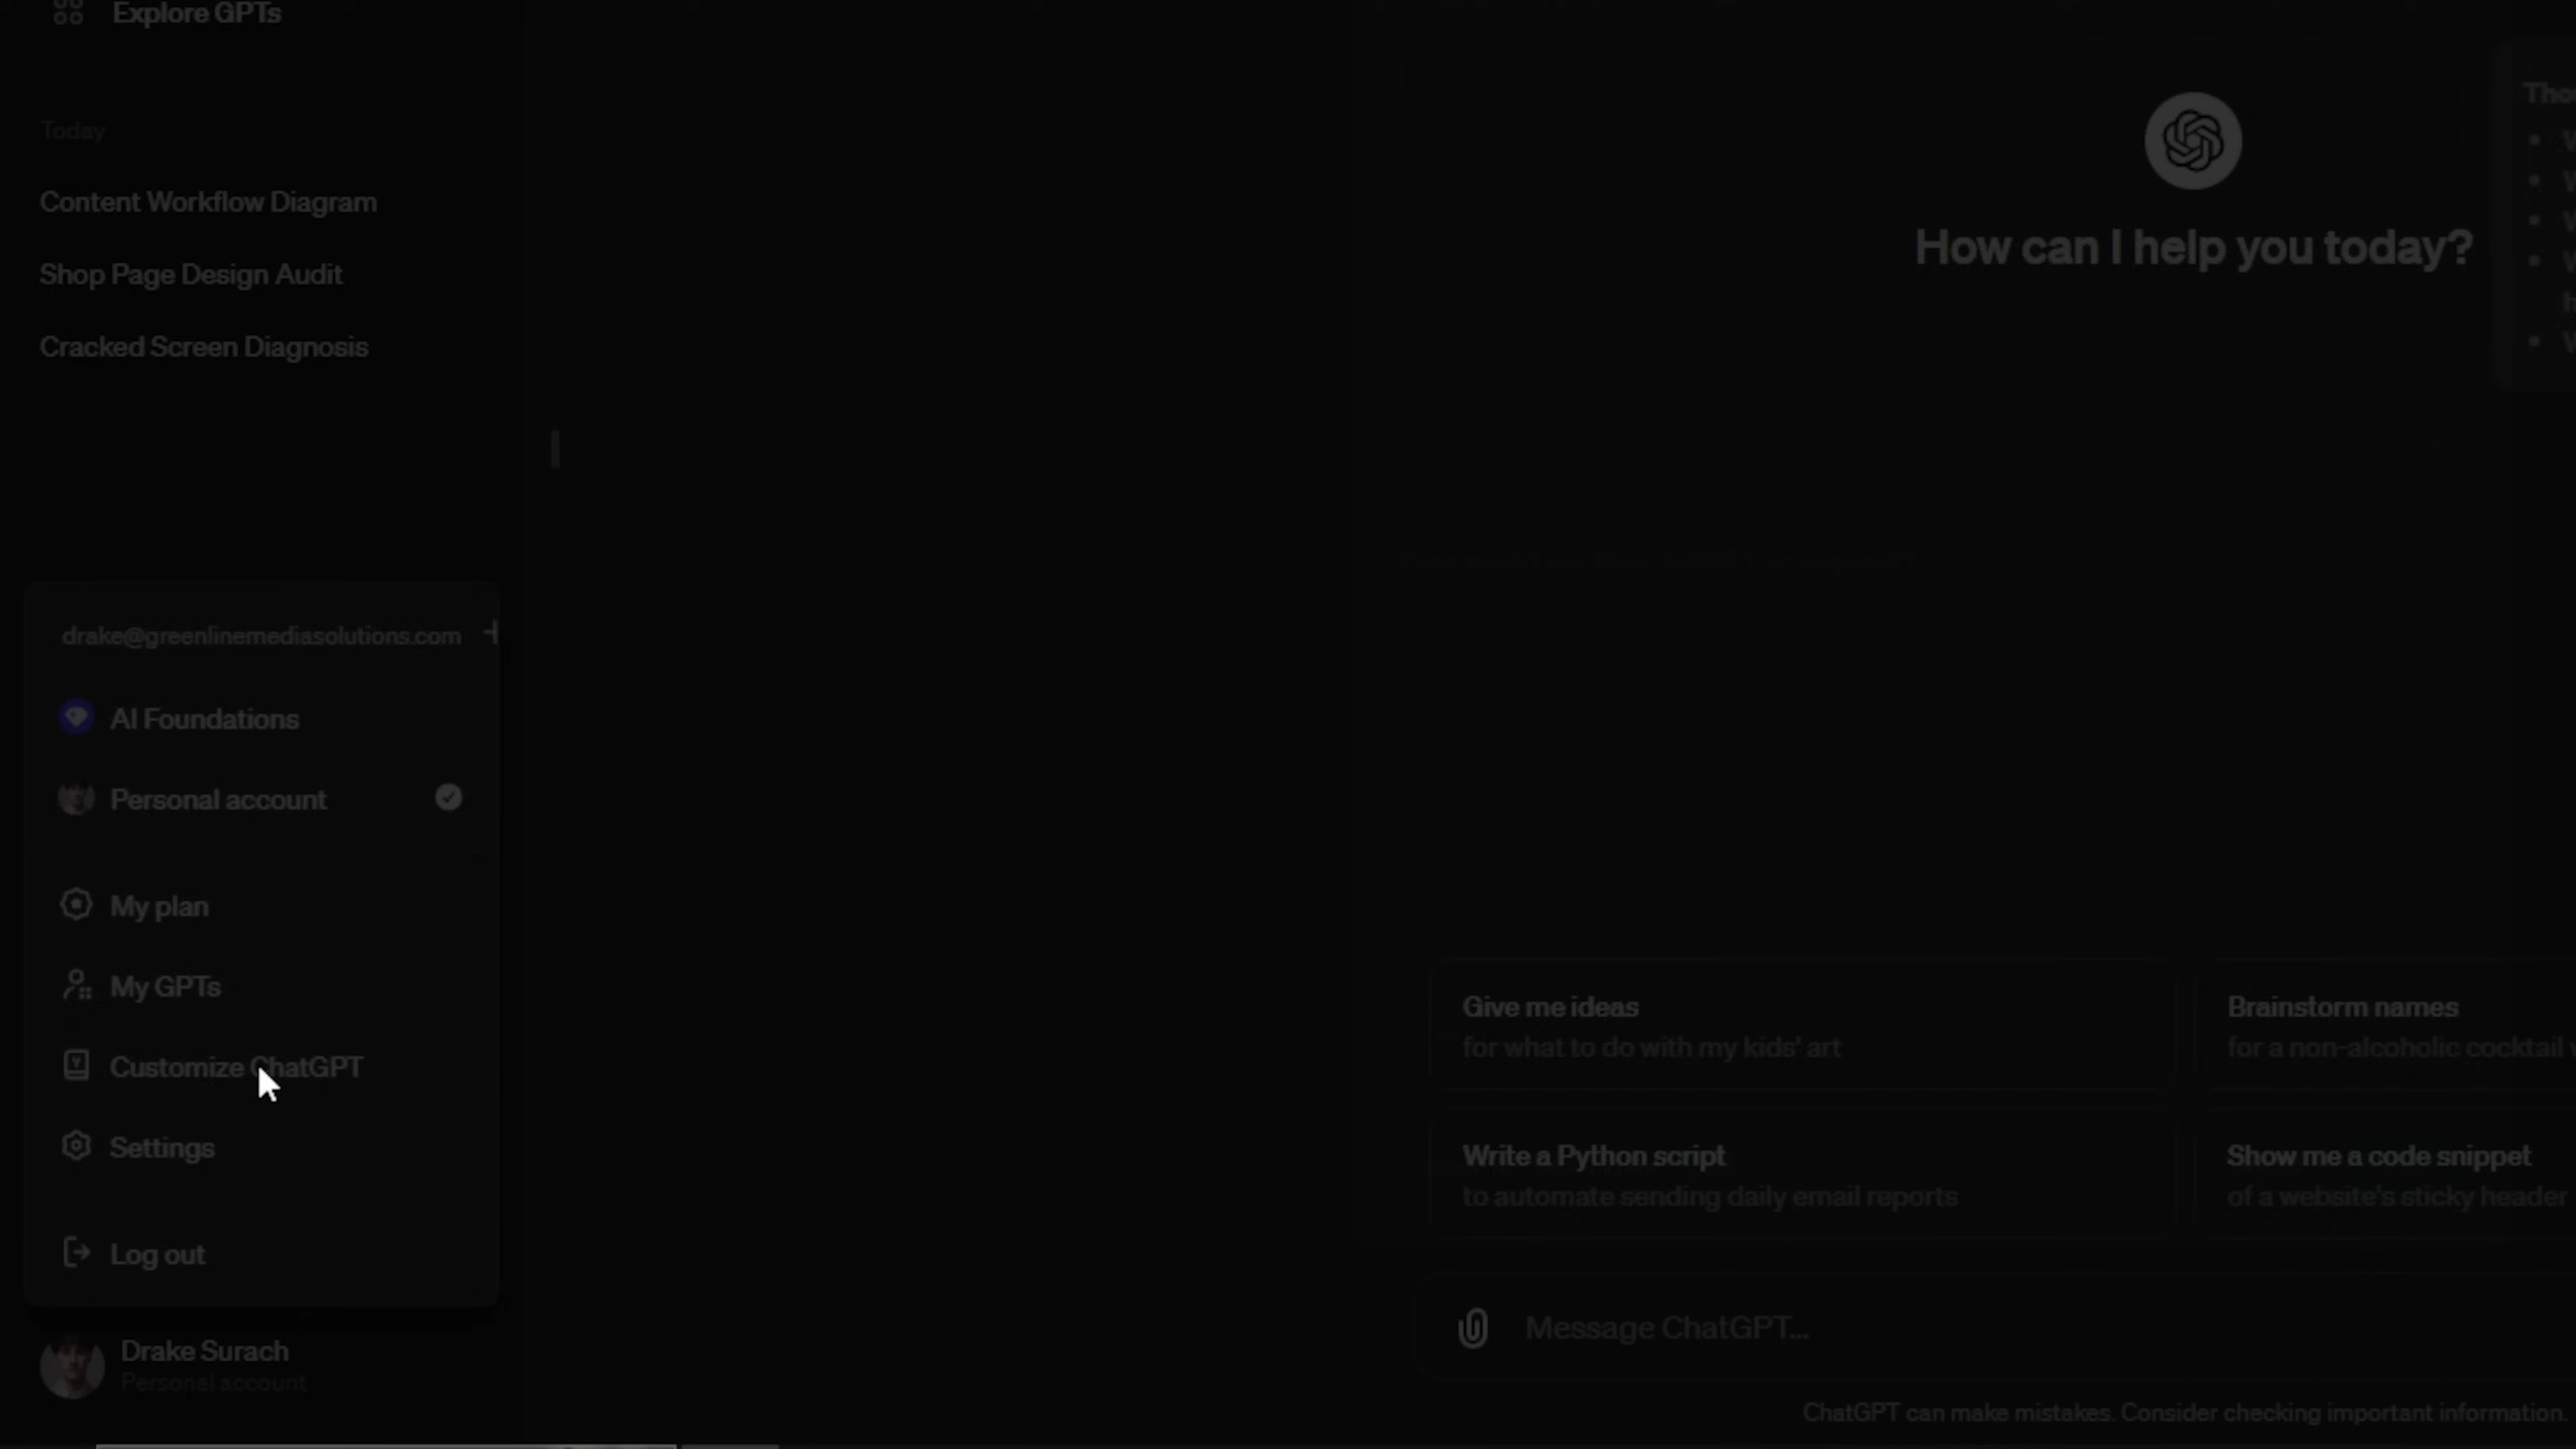 Explore GPTs
Today
Content Workflow Diagram
Shop Page Design Audit
Cracked Screen Diagnosis
drake@greenlinemediasolutions.com
AI Foundations
Personal account
My plan
My GPTs
Customize ChatGPT
Settings
Log out
Drake Surach
Personal account
How can I help you today?
Give me ideas
for what to do with my kids' art
Brainstorm names
for a non-alcoholic cocktail
Write a Python script
to automate sending daily email reports
Show me a code snippet
of a website's sticky header
Message ChatGPT...
ChatGPT can make mistakes. Consider checking important information.